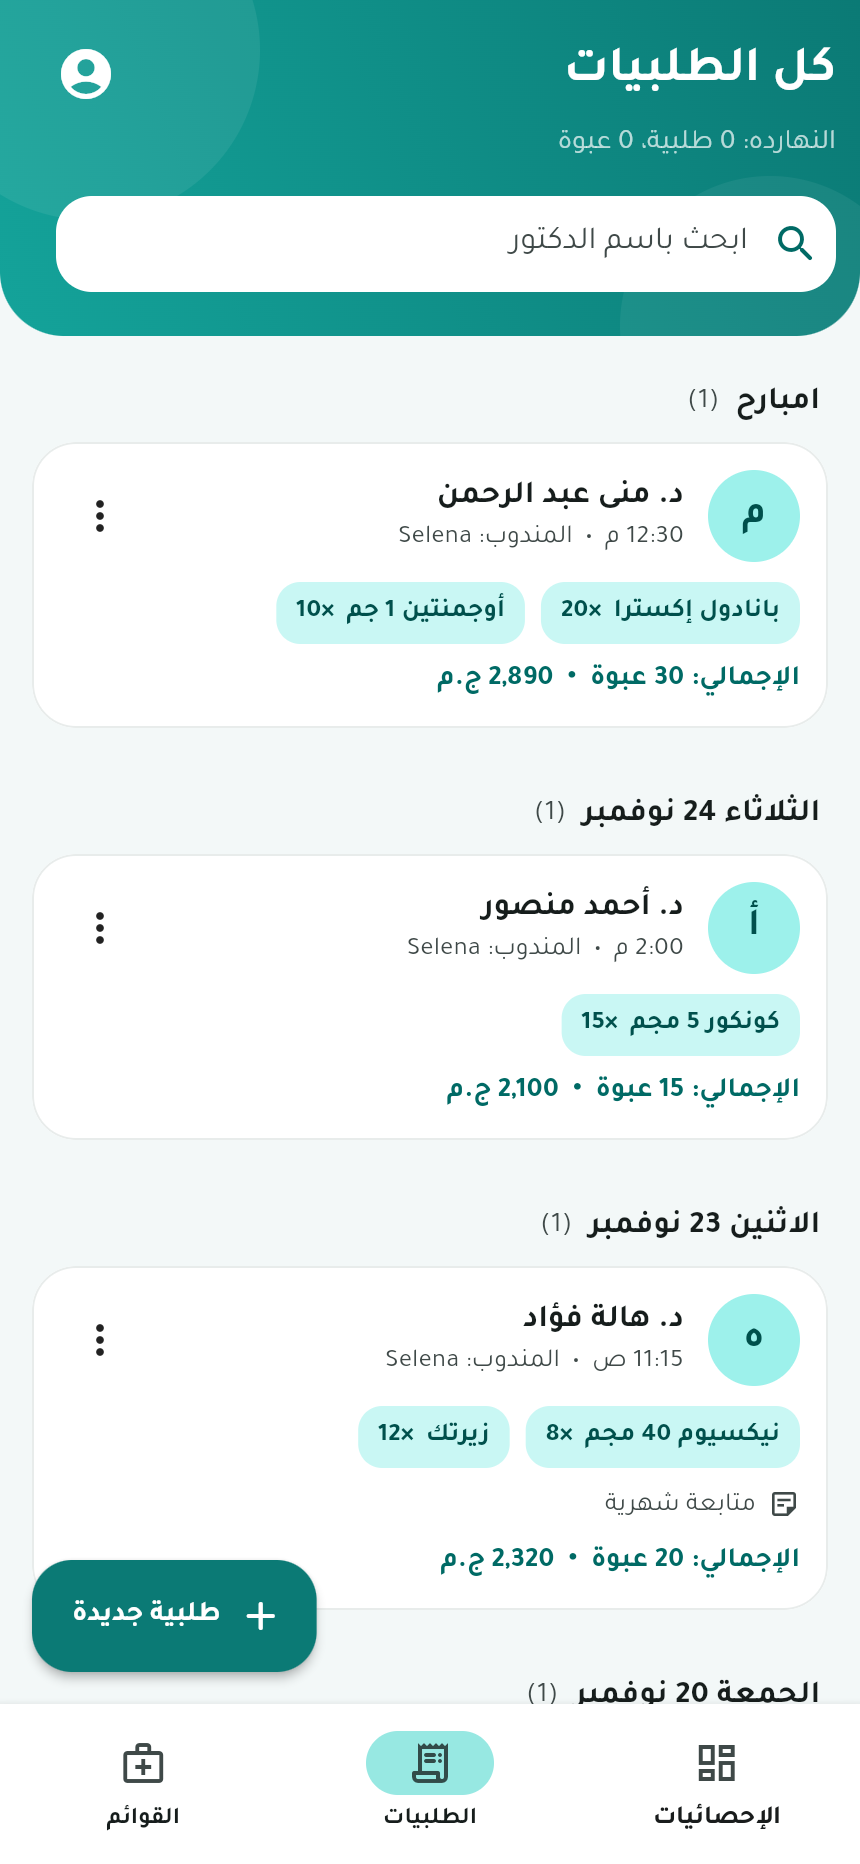 كل الطلبيات
النهارده: 0 طلبية، 0 عبوة
ابحث باسم الدكتور
امبارح (1)
م
د. منى عبد الرحمن
12:30 م • المندوب: Selena
بانادول إكسترا ×20
أوجمنتين 1 جم ×10
الإجمالي: 30 عبوة • 2,890 ج.م
الثلاثاء 24 نوفمبر (1)
أ
د. أحمد منصور
2:00 م • المندوب: Selena
كونكور 5 مجم ×15
الإجمالي: 15 عبوة • 2,100 ج.م
الاثنين 23 نوفمبر (1)
ه
د. هالة فؤاد
11:15 ص • المندوب: Selena
نيكسيوم 40 مجم ×8
زيرتك ×12
متابعة شهرية
الإجمالي: 20 عبوة • 2,320 ج.م
طلبية جديدة
الجمعة 20 نوفمبر (1)
الإحصائيات
الطلبيات
القوائم